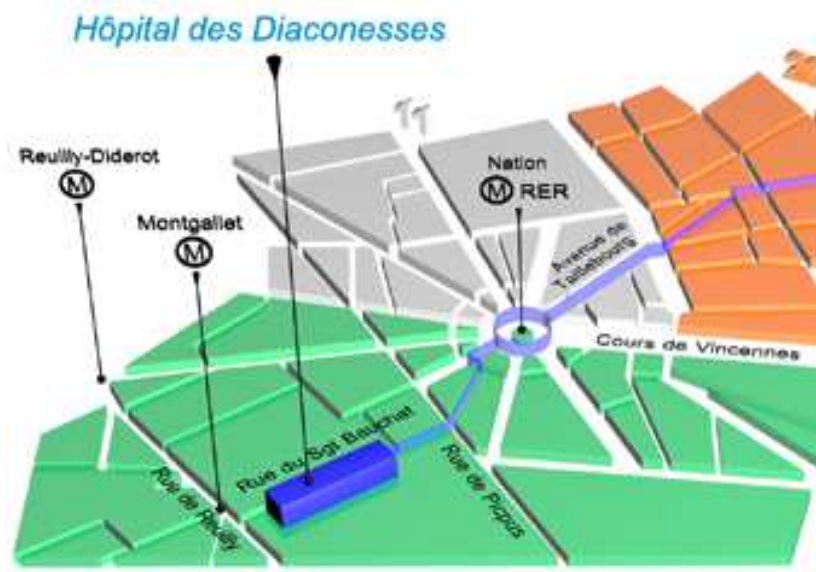 Hôpital des Diaconesses
Reuilly-Diderot
M
Montgallet
M
Nation
M RER
Avenue de
Taillebourg
Cours de Vincennes
Rue du Sgt Bauchat
Rue de Reuilly
Rue de Picpus